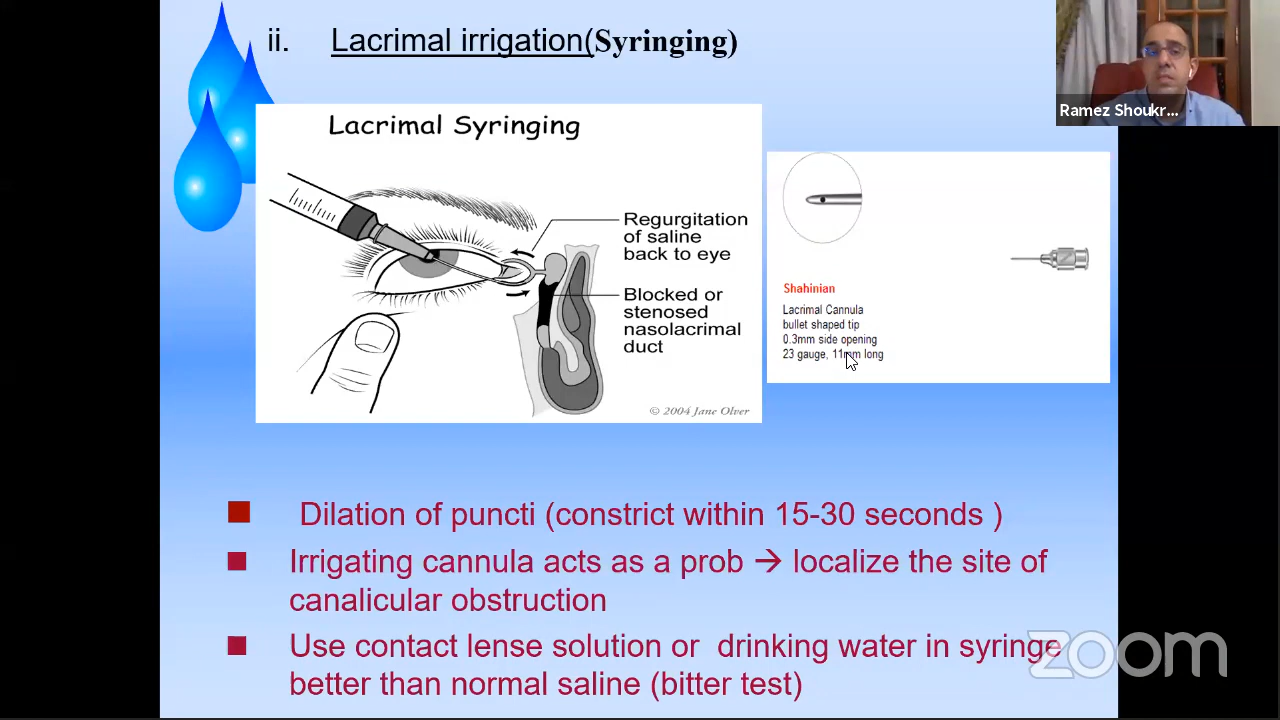 ii. Lacrimal irrigation(Syringing)
Ramez Shoukr...
Lacrimal Syringing
Regurgitation
of saline
back to eye
Blocked or
stenosed
nasolacrimal
duct
© 2004 Jane Olver
Shahinian
Lacrimal Cannula
bullet shaped tip
0.3mm side opening
23 gauge, 11mm long
Dilation of puncti (constrict within 15-30 seconds )
Irrigating cannula acts as a prob → localize the site of
canalicular obstruction
Use contact lense solution or drinking water in syringe
better than normal saline (bitter test)
zoom